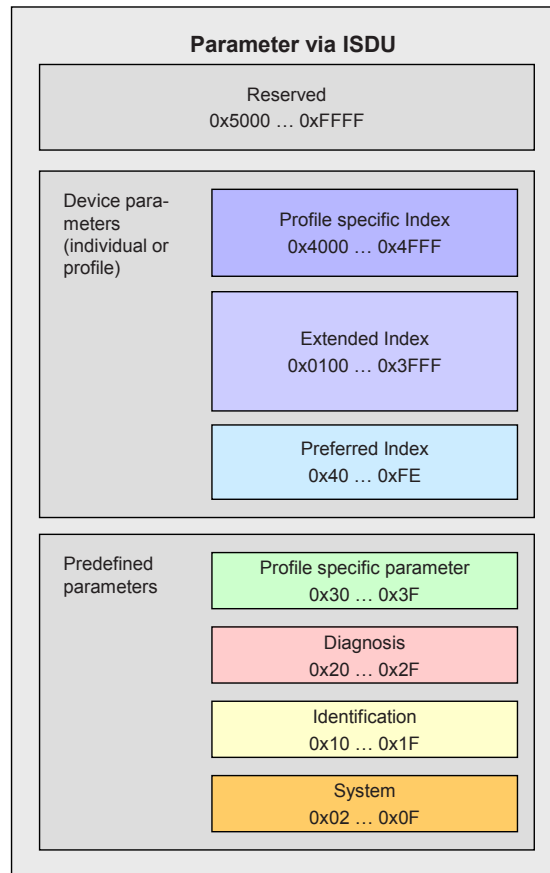 Parameter via ISDU
Reserved
0x5000 … 0xFFFF
Device para-
meters
(individual or
profile)
Profile specific Index
0x4000 … 0x4FFF
Extended Index
0x0100 … 0x3FFF
Preferred Index
0x40 … 0xFE
Predefined
parameters
Profile specific parameter
0x30 … 0x3F
Diagnosis
0x20 … 0x2F
Identification
0x10 … 0x1F
System
0x02 … 0x0F